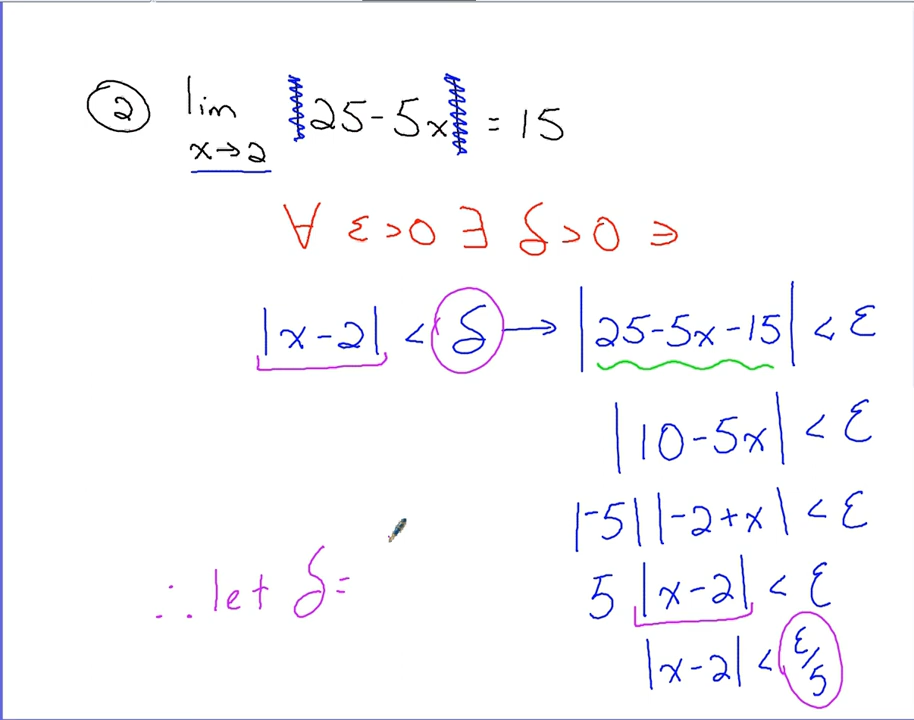 ② lim 25-5x = 15
x→2
∀ ε>0 ∃ δ>0 ∋
|x-2| < δ → |25-5x-15| < ε
|10-5x| < ε
|-5||-2+x| < ε
5 |x-2| < ε
∴ let δ=
|x-2| < ε/5